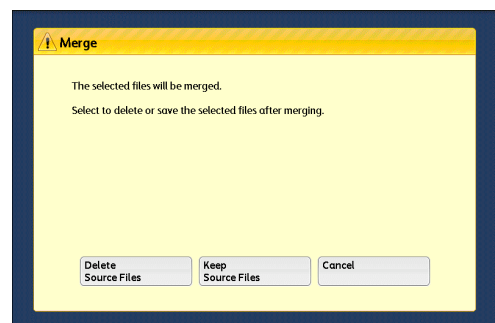 Merge
The selected files will be merged.
Select to delete or save the selected files after merging.
Delete
Source Files
Keep
Source Files
Cancel